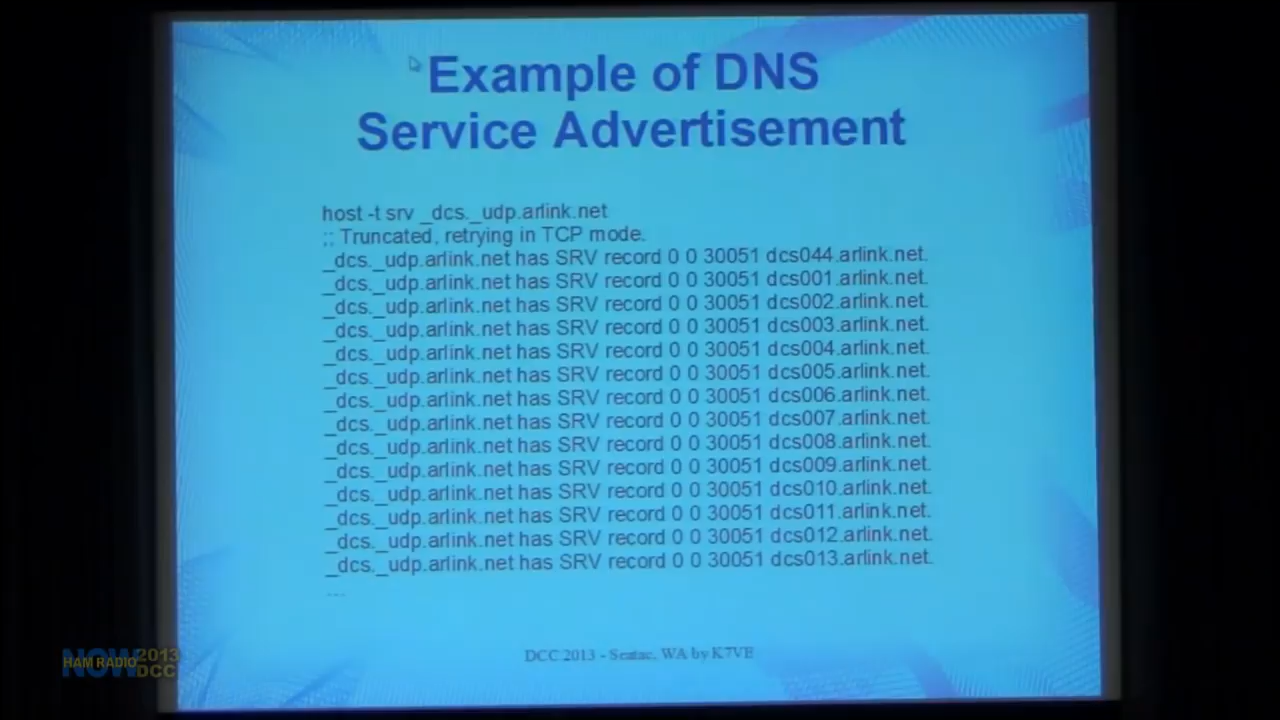 Example of DNS
Service Advertisement
host -t srv _dcs._udp.arlink.net
;; Truncated, retrying in TCP mode.
_dcs._udp.arlink.net has SRV record 0 0 30051 dcs044.arlink.net.
_dcs._udp.arlink.net has SRV record 0 0 30051 dcs001.arlink.net.
_dcs._udp.arlink.net has SRV record 0 0 30051 dcs002.arlink.net.
_dcs._udp.arlink.net has SRV record 0 0 30051 dcs003.arlink.net.
_dcs._udp.arlink.net has SRV record 0 0 30051 dcs004.arlink.net.
_dcs._udp.arlink.net has SRV record 0 0 30051 dcs005.arlink.net.
_dcs._udp.arlink.net has SRV record 0 0 30051 dcs006.arlink.net.
_dcs._udp.arlink.net has SRV record 0 0 30051 dcs007.arlink.net.
_dcs._udp.arlink.net has SRV record 0 0 30051 dcs008.arlink.net.
_dcs._udp.arlink.net has SRV record 0 0 30051 dcs009.arlink.net.
_dcs._udp.arlink.net has SRV record 0 0 30051 dcs010.arlink.net.
_dcs._udp.arlink.net has SRV record 0 0 30051 dcs011.arlink.net.
_dcs._udp.arlink.net has SRV record 0 0 30051 dcs012.arlink.net.
_dcs._udp.arlink.net has SRV record 0 0 30051 dcs013.arlink.net.
...
DCC 2013 - Seatac, WA by K7VE
HAM RADIO NOW 2013 DCC